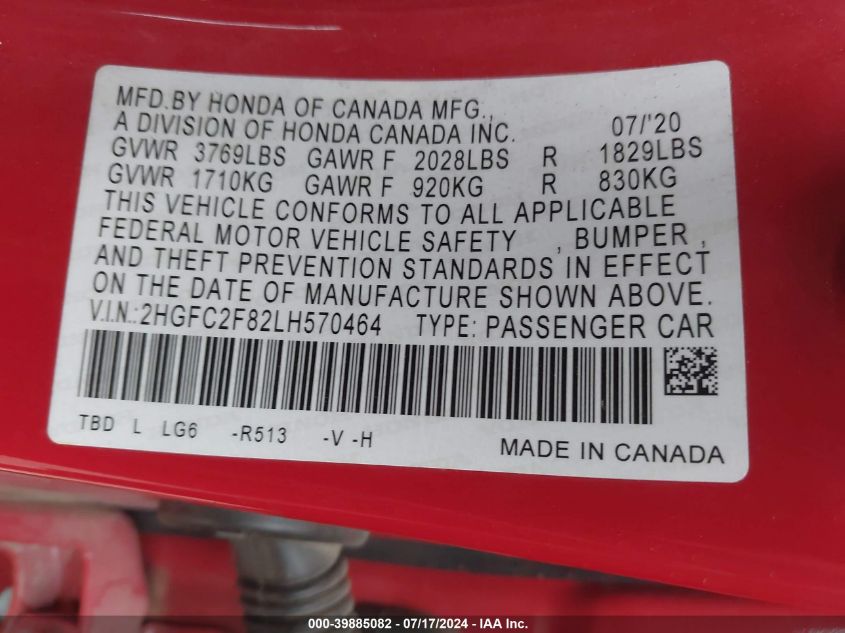 MFD.BY HONDA OF CANADA MFG.,
A DIVISION OF HONDA CANADA INC. 07/'20
GVWR 3769LBS GAWR F 2028LBS R 1829LBS
GVWR 1710KG GAWR F 920KG R 830KG
THIS VEHICLE CONFORMS TO ALL APPLICABLE
FEDERAL MOTOR VEHICLE SAFETY , BUMPER ,
AND THEFT PREVENTION STANDARDS IN EFFECT
ON THE DATE OF MANUFACTURE SHOWN ABOVE.
V.I.N.:2HGFC2F82LH570464 TYPE: PASSENGER CAR
TBD L LG6 -R513 -V -H
MADE IN CANADA
000-39885082 - 07/17/2024 - IAA Inc.